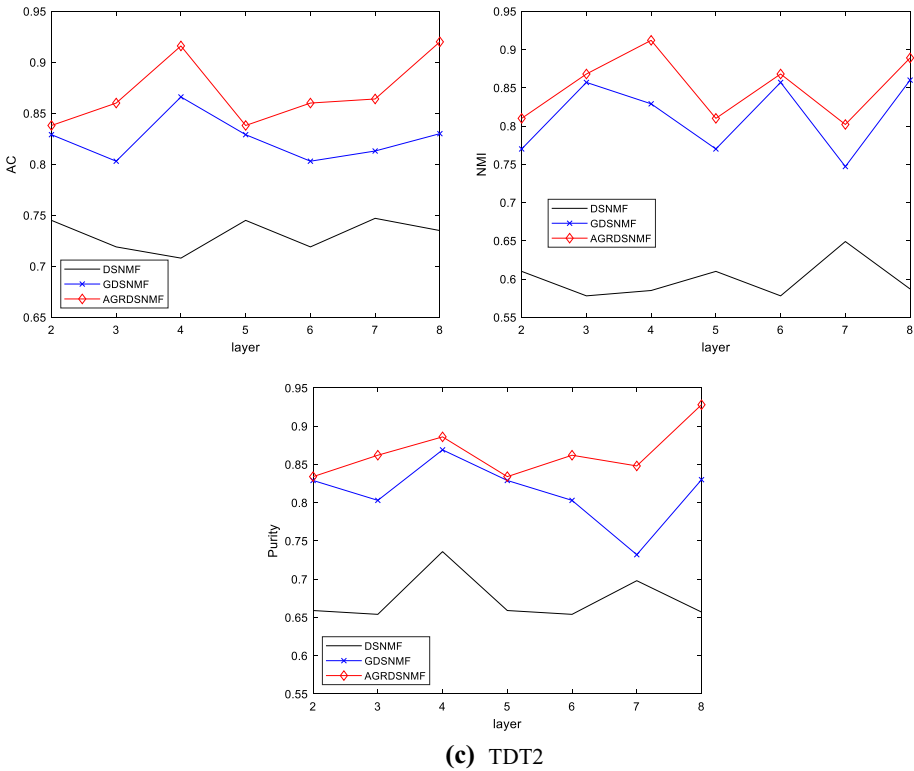 0.95
0.9
0.85
0.8
0.75
0.7
0.65
AC
DSNMF
GDSNMF
AGRDSNMF
2 3 4 5 6 7 8
layer
0.95
0.9
0.85
0.8
0.75
0.7
0.65
0.6
0.55
NMI
DSNMF
GDSNMF
AGRDSNMF
2 3 4 5 6 7 8
layer
0.95
0.9
0.85
0.8
0.75
0.7
0.65
0.6
0.55
Purity
DSNMF
GDSNMF
AGRDSNMF
2 3 4 5 6 7 8
layer
(c) TDT2